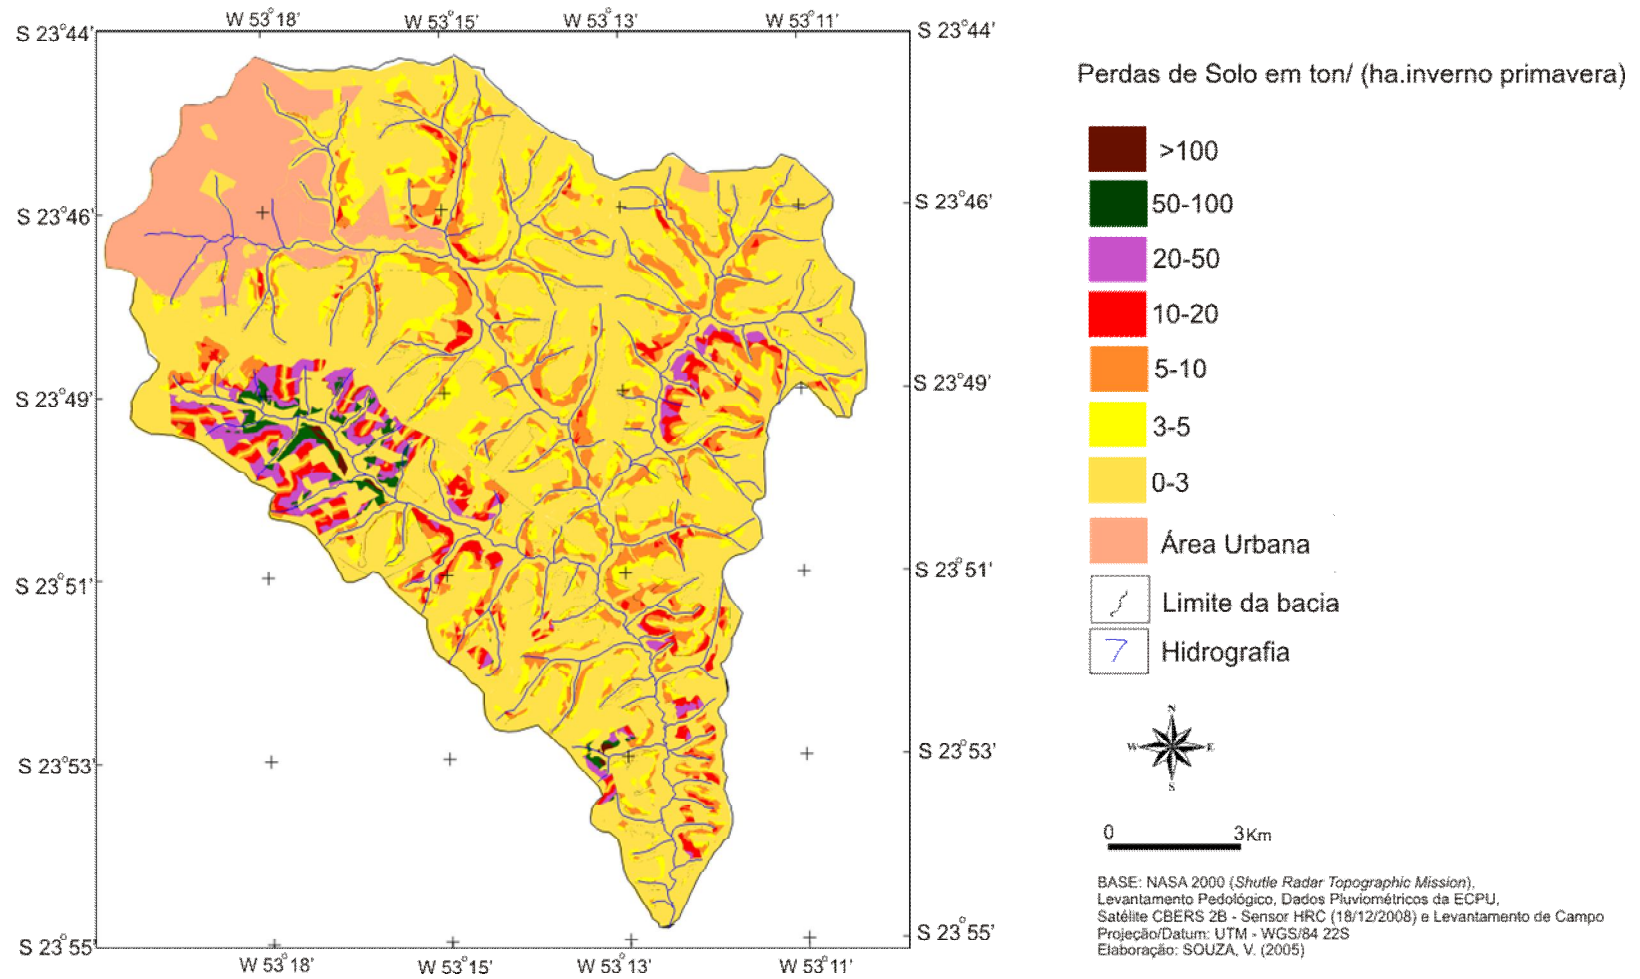 W 53°18' W 53°15' W 53°13' W 53°11'
S 23°44' S 23°44'
S 23°46' S 23°46'
S 23°49' S 23°49'
S 23°51' S 23°51'
S 23°53' S 23°53'
S 23°55' S 23°55'
W 53°18' W 53°15' W 53°13' W 53°11'
Perdas de Solo em ton/ (ha.inverno primavera)
>100
50-100
20-50
10-20
5-10
3-5
0-3
Área Urbana
Limite da bacia
Hidrografia
N
W E
S
0 3Km
BASE: NASA 2000 (Shutle Radar Topographic Mission),
Levantamento Pedológico, Dados Pluviométricos da ECPU,
Satélite CBERS 2B - Sensor HRC (18/12/2008) e Levantamento de Campo
Projeção/Datum: UTM - WGS/84 22S
Elaboração: SOUZA, V. (2005)